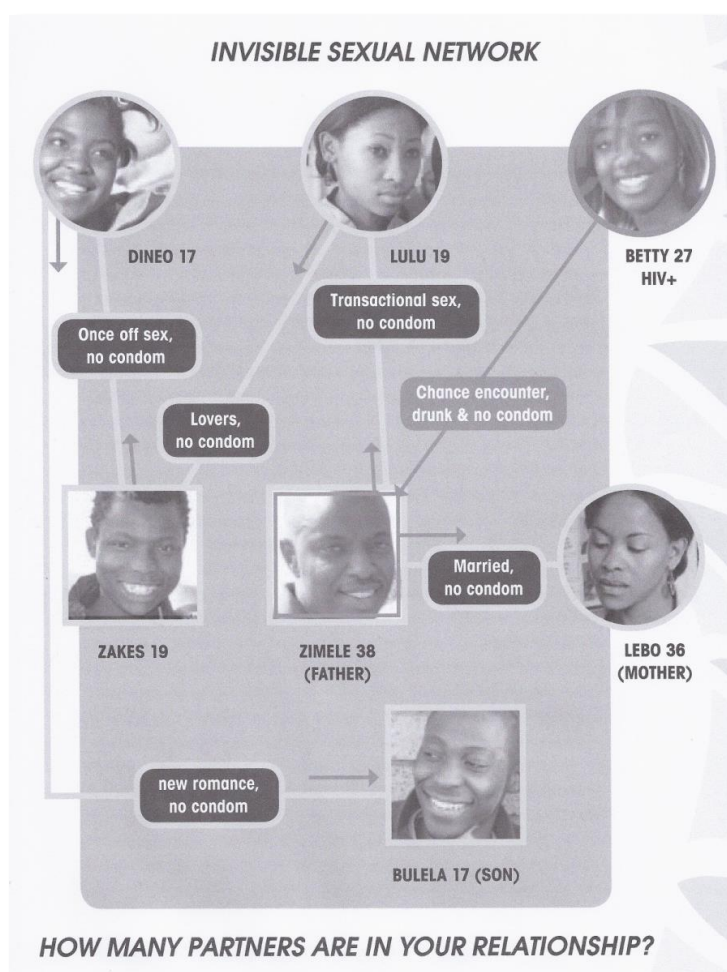 INVISIBLE SEXUAL NETWORK
DINEO 17
LULU 19
BETTY 27
HIV+
Transactional sex,
no condom
Once off sex,
no condom
Chance encounter,
drunk & no condom
Lovers,
no condom
Married,
no condom
ZAKES 19
ZIMELE 38
(FATHER)
LEBO 36
(MOTHER)
new romance,
no condom
BULELA 17 (SON)
HOW MANY PARTNERS ARE IN YOUR RELATIONSHIP?